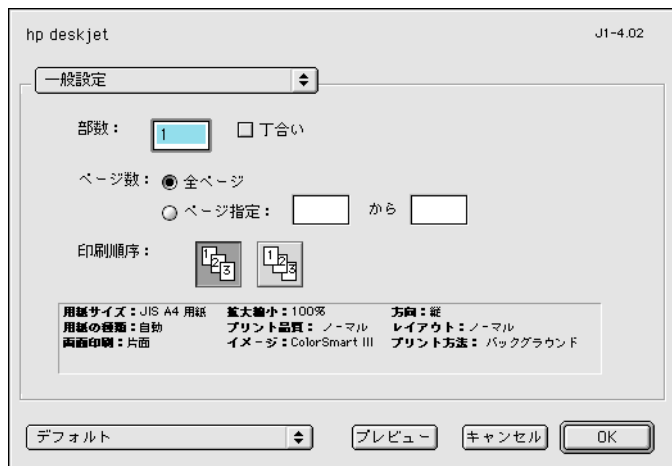 hp deskjet J1-4.02
一般設定
部数： 1 丁合い
ページ数： 全ページ
ページ指定： から
印刷順序： 1 2 3 1 2 3
用紙サイズ：JIS A4 用紙 拡大縮小：100% 方向：縦
用紙の種類：自動 プリント品質： ノーマル レイアウト：ノーマル
両面印刷：片面 イメージ：ColorSmart III プリント方法： バックグラウンド
デフォルト プレビュー キャンセル OK